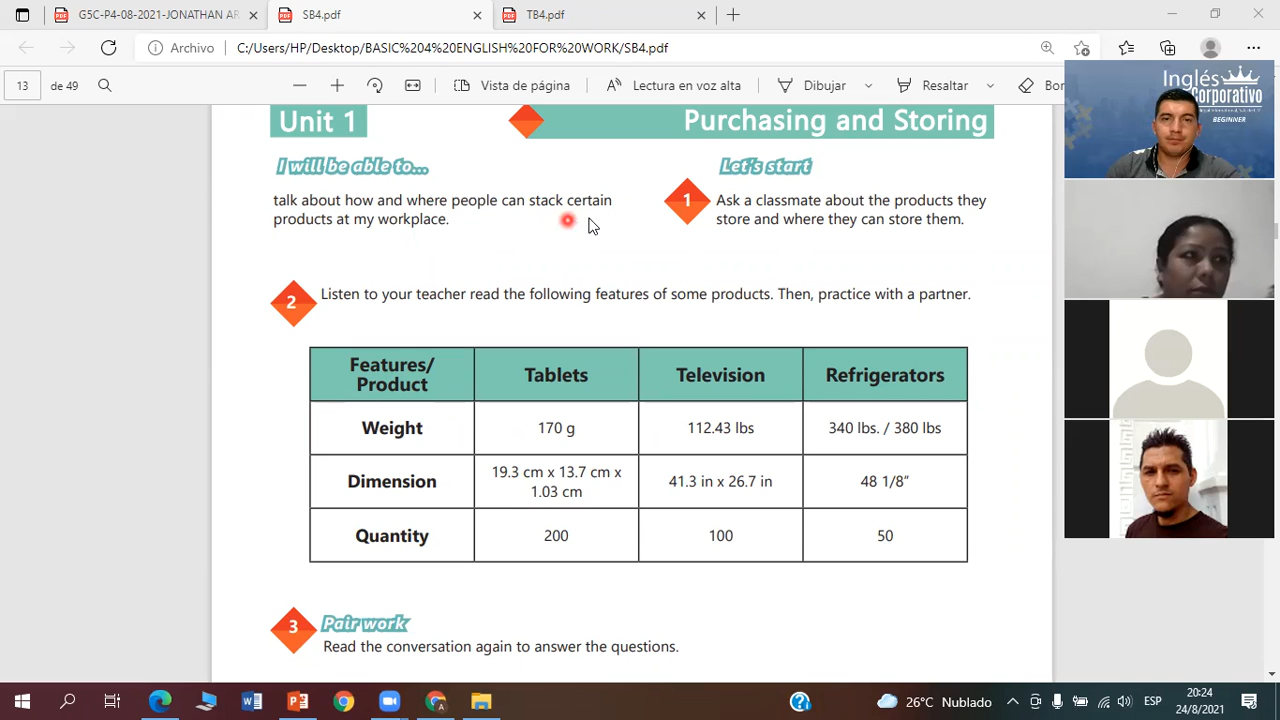 G5C-P4-08-2021-JONATHAN AR
SB4.pdf
TB4.pdf
Archivo
C:/Users/HP/Desktop/BASIC%204%20ENGLISH%20FOR%20WORK/SB4.pdf
13
de 49
Vista de página
Lectura en voz alta
Dibujar
Resaltar
Bor
Unit 1
Purchasing and Storing
I will be able to...
talk about how and where people can stack certain
products at my workplace.
Let's start
1
Ask a classmate about the products they
store and where they can store them.
2
Listen to your teacher read the following features of some products. Then, practice with a partner.
Features/
Product
Tablets
Television
Refrigerators
Weight
170 g
112.43 lbs
340 lbs. / 380 lbs
Dimension
19.3 cm x 13.7 cm x
1.03 cm
41.3 in x 26.7 in
48 1/8“
Quantity
200
100
50
3
Pair work
Read the conversation again to answer the questions.
Inglés
Corporativo
BEGINNER
26°C Nublado
ESP
20:24
24/8/2021